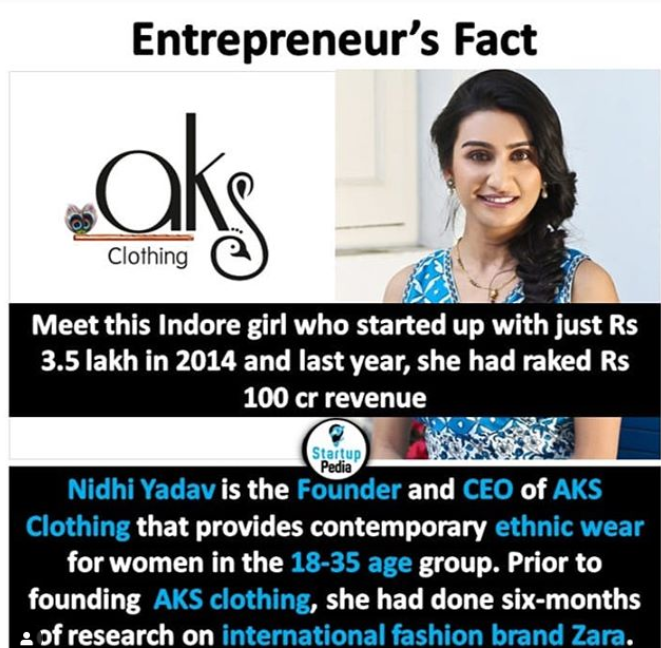 Entrepreneur's Fact
aks
Clothing
Meet this Indore girl who started up with just Rs
3.5 lakh in 2014 and last year, she had raked Rs
100 cr revenue
Startup
Pedia
Nidhi Yadav is the Founder and CEO of AKS
Clothing that provides contemporary ethnic wear
for women in the 18-35 age group. Prior to
founding AKS clothing, she had done six-months
of research on international fashion brand Zara.